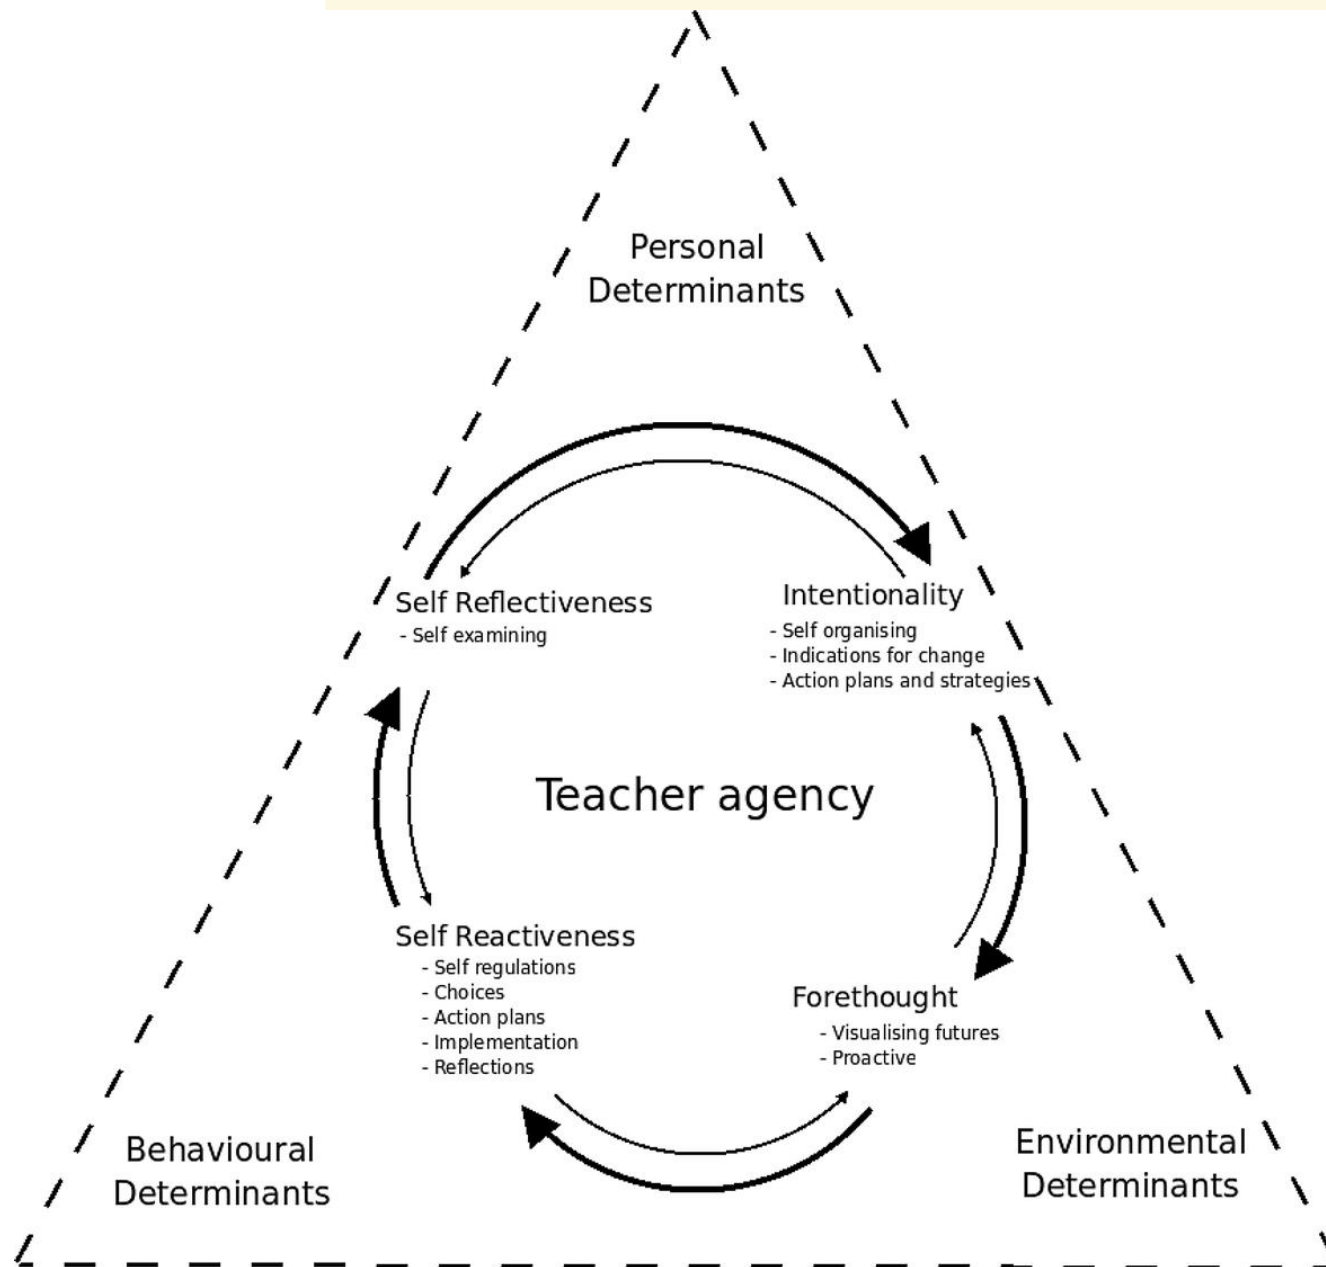 Personal
Determinants
Self Reflectiveness
- Self examining
Intentionality
- Self organising
- Indications for change
- Action plans and strategies
Teacher agency
Self Reactiveness
- Self regulations
- Choices
- Action plans
- Implementation
- Reflections
Forethought
- Visualising futures
- Proactive
Behavioural
Determinants
Environmental
Determinants